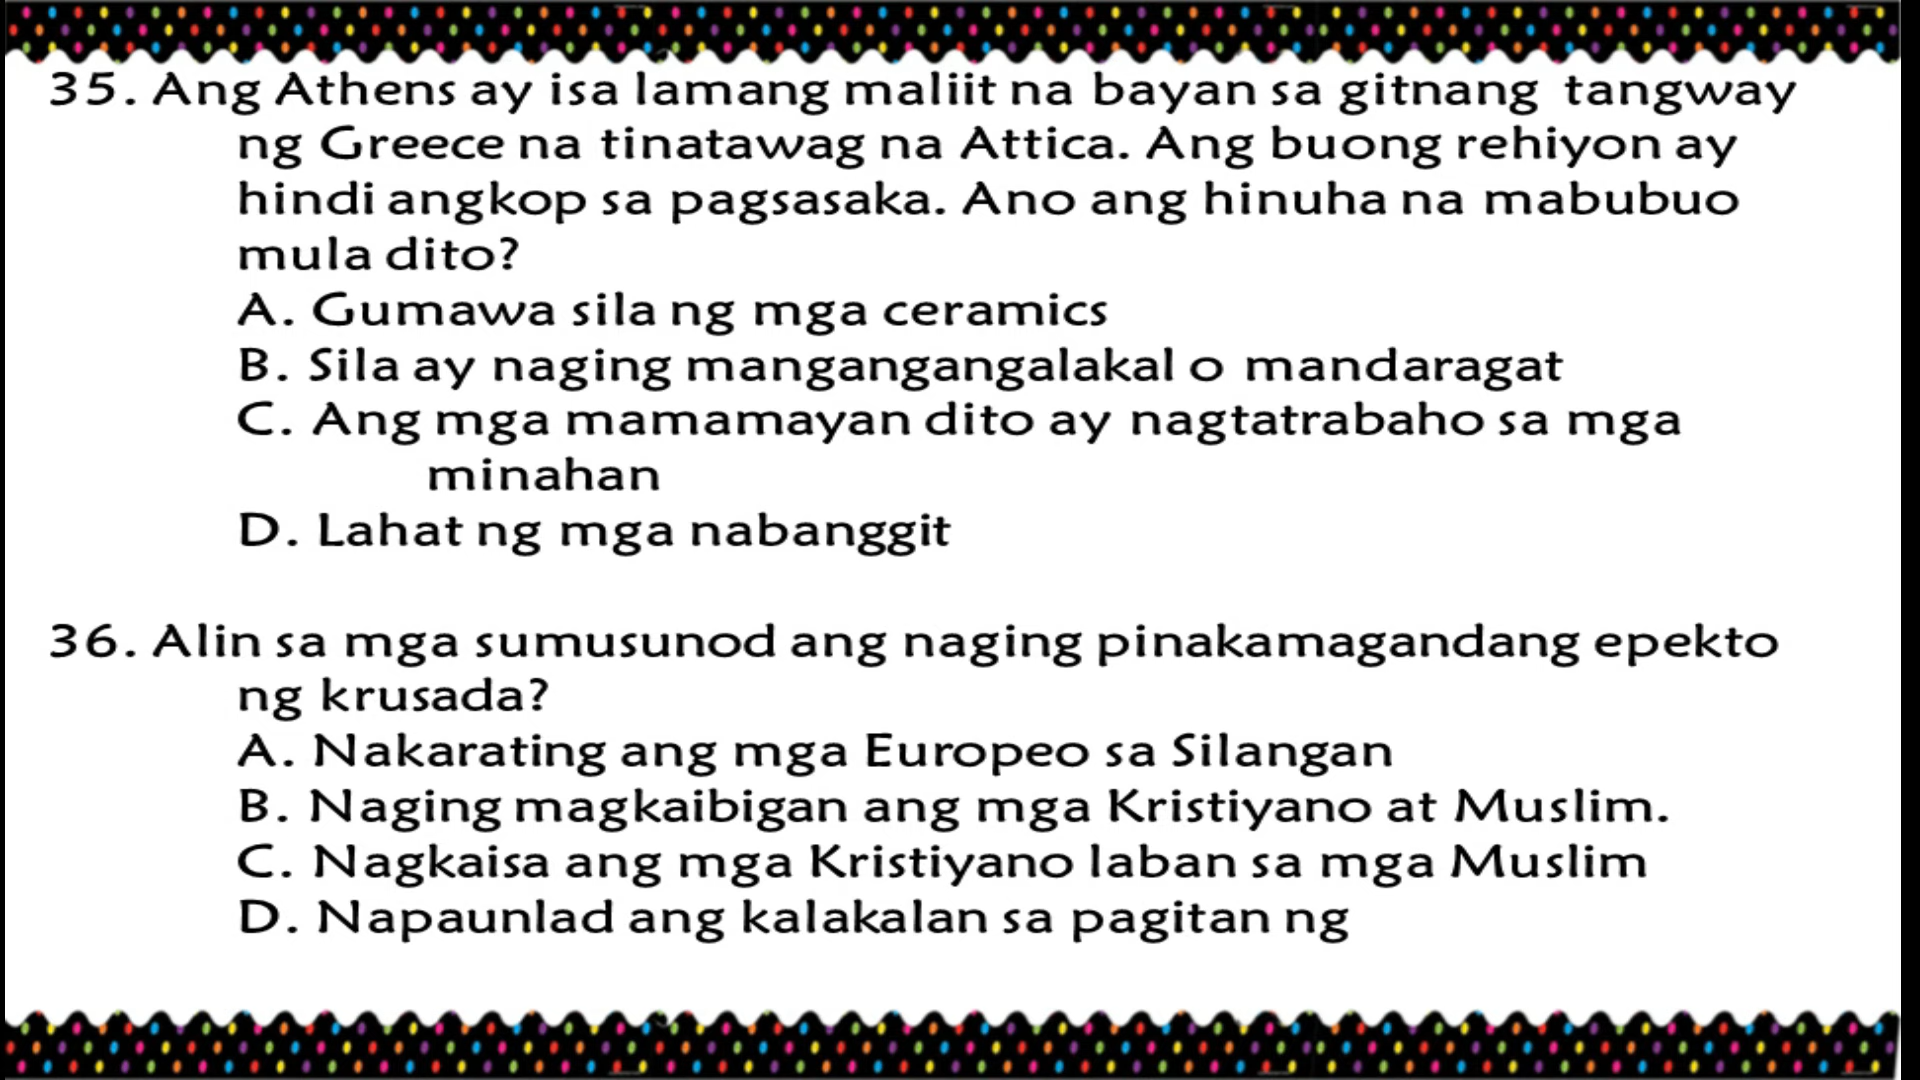 35. Ang Athens ay isa lamang maliit na bayan sa gitnang tangway
ng Greece na tinatawag na Attica. Ang buong rehiyon ay
hindi angkop sa pagsasaka. Ano ang hinuha na mabubuo
mula dito?
A. Gumawa sila ng mga ceramics
B. Sila ay naging mangangangalakal o mandaragat
C. Ang mga mamamayan dito ay nagtatrabaho sa mga
minahan
D. Lahat ng mga nabanggit
36. Alin sa mga sumusunod ang naging pinakamagandang epekto
ng krusada?
A. Nakarating ang mga Europeo sa Silangan
B. Naging magkaibigan ang mga Kristiyano at Muslim.
C. Nagkaisa ang mga Kristiyano laban sa mga Muslim
D. Napaunlad ang kalakalan sa pagitan ng